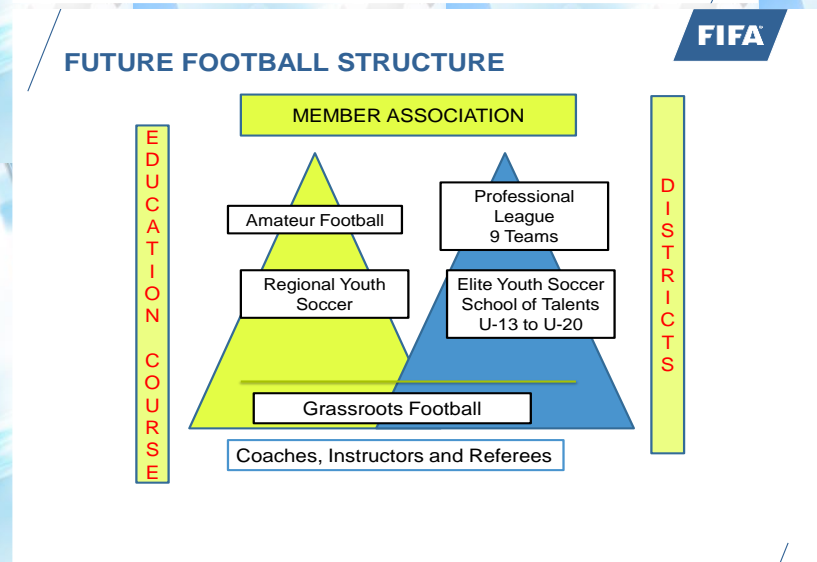 FIFA
FUTURE FOOTBALL STRUCTURE
MEMBER ASSOCIATION
EDUCATION COURSE
DISTRICTS
Amateur Football
Professional
League
9 Teams
Regional Youth
Soccer
Elite Youth Soccer
School of Talents
U-13 to U-20
Grassroots Football
Coaches, Instructors and Referees